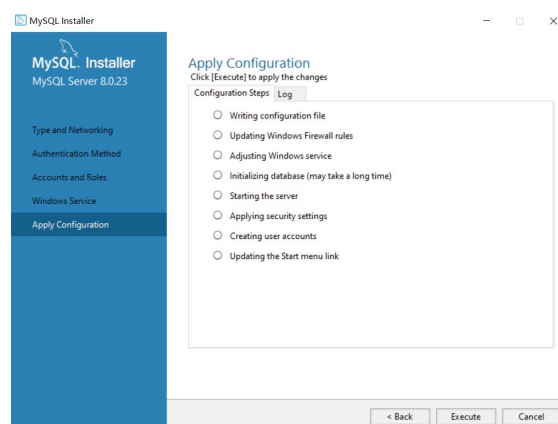 MySQL Installer
MySQL. Installer
MySQL Server 8.0.23
Type and Networking
Authentication Method
Accounts and Roles
Windows Service
Apply Configuration
Apply Configuration
Click [Execute] to apply the changes
Configuration Steps Log
Writing configuration file
Updating Windows Firewall rules
Adjusting Windows service
Initializing database (may take a long time)
Starting the server
Applying security settings
Creating user accounts
Updating the Start menu link
< Back Execute Cancel